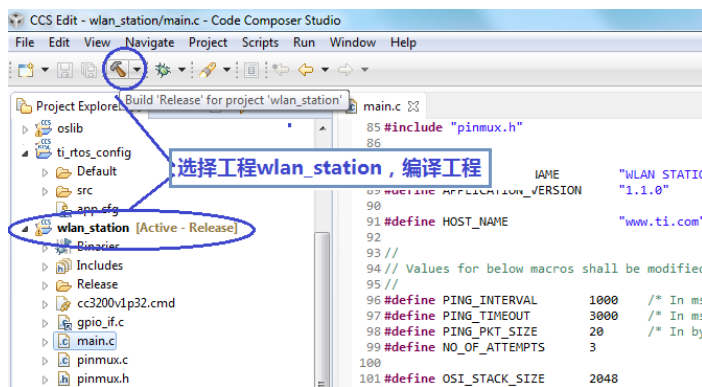 CCS Edit - wlan_station/main.c - Code Composer Studio
File Edit View Navigate Project Scripts Run Window Help
Build 'Release' for project 'wlan_station'
Project
oslib
ti_rtos_config
Default
src
app.cfg
wlan_station [Active - Release]
Binaries
Includes
Release
cc3200v1p32.cmd
gpio_if.c
main.c
pinmux.c
pinmux.h
选择工程wlan_station，编译工程
main.c
85 #include "pinmux.h"
86
"WLAN STATIO
89 #define APPLICATION_VERSION "1.1.0"
90
91 #define HOST_NAME "www.ti.com"
92
93 //
94 // Values for below macros shall be modified
95 //
96 #define PING_INTERVAL 1000 /* In ms
97 #define PING_TIMEOUT 3000 /* In ms
98 #define PING_PKT_SIZE 20 /* In by
99 #define NO_OF_ATTEMPTS 3
100
101 #define OSI_STACK_SIZE 2048